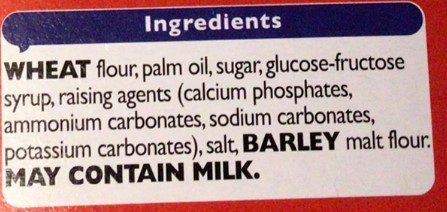 Ingredients
WHEAT flour, palm oil, sugar, glucose-fructose
syrup, raising agents (calcium phosphates,
ammonium carbonates, sodium carbonates,
potassium carbonates), salt, BARLEY malt flour.
MAY CONTAIN MILK.